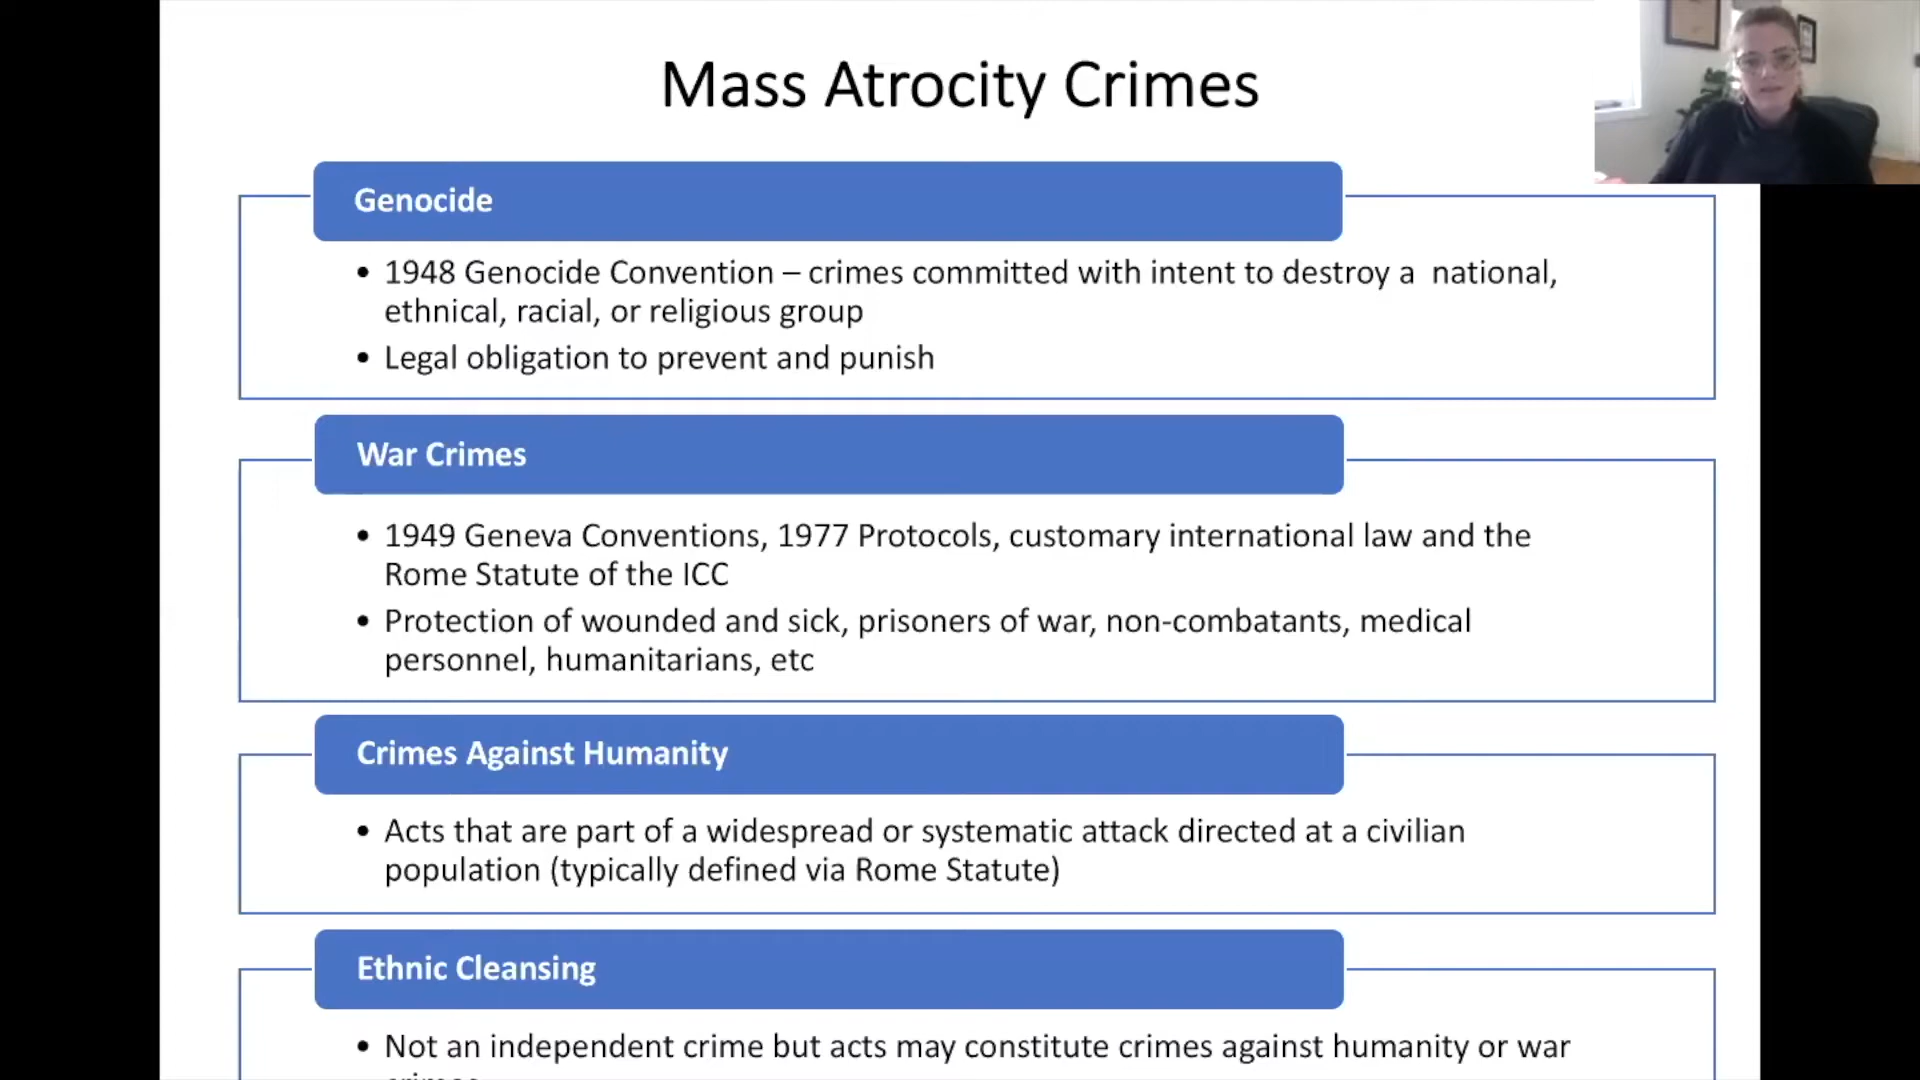 Mass Atrocity Crimes
Genocide
• 1948 Genocide Convention – crimes committed with intent to destroy a  national,
ethnical, racial, or religious group
• Legal obligation to prevent and punish
War Crimes
• 1949 Geneva Conventions, 1977 Protocols, customary international law and the
Rome Statute of the ICC
• Protection of wounded and sick, prisoners of war, non-combatants, medical
personnel, humanitarians, etc
Crimes Against Humanity
• Acts that are part of a widespread or systematic attack directed at a civilian
population (typically defined via Rome Statute)
Ethnic Cleansing
• Not an independent crime but acts may constitute crimes against humanity or war